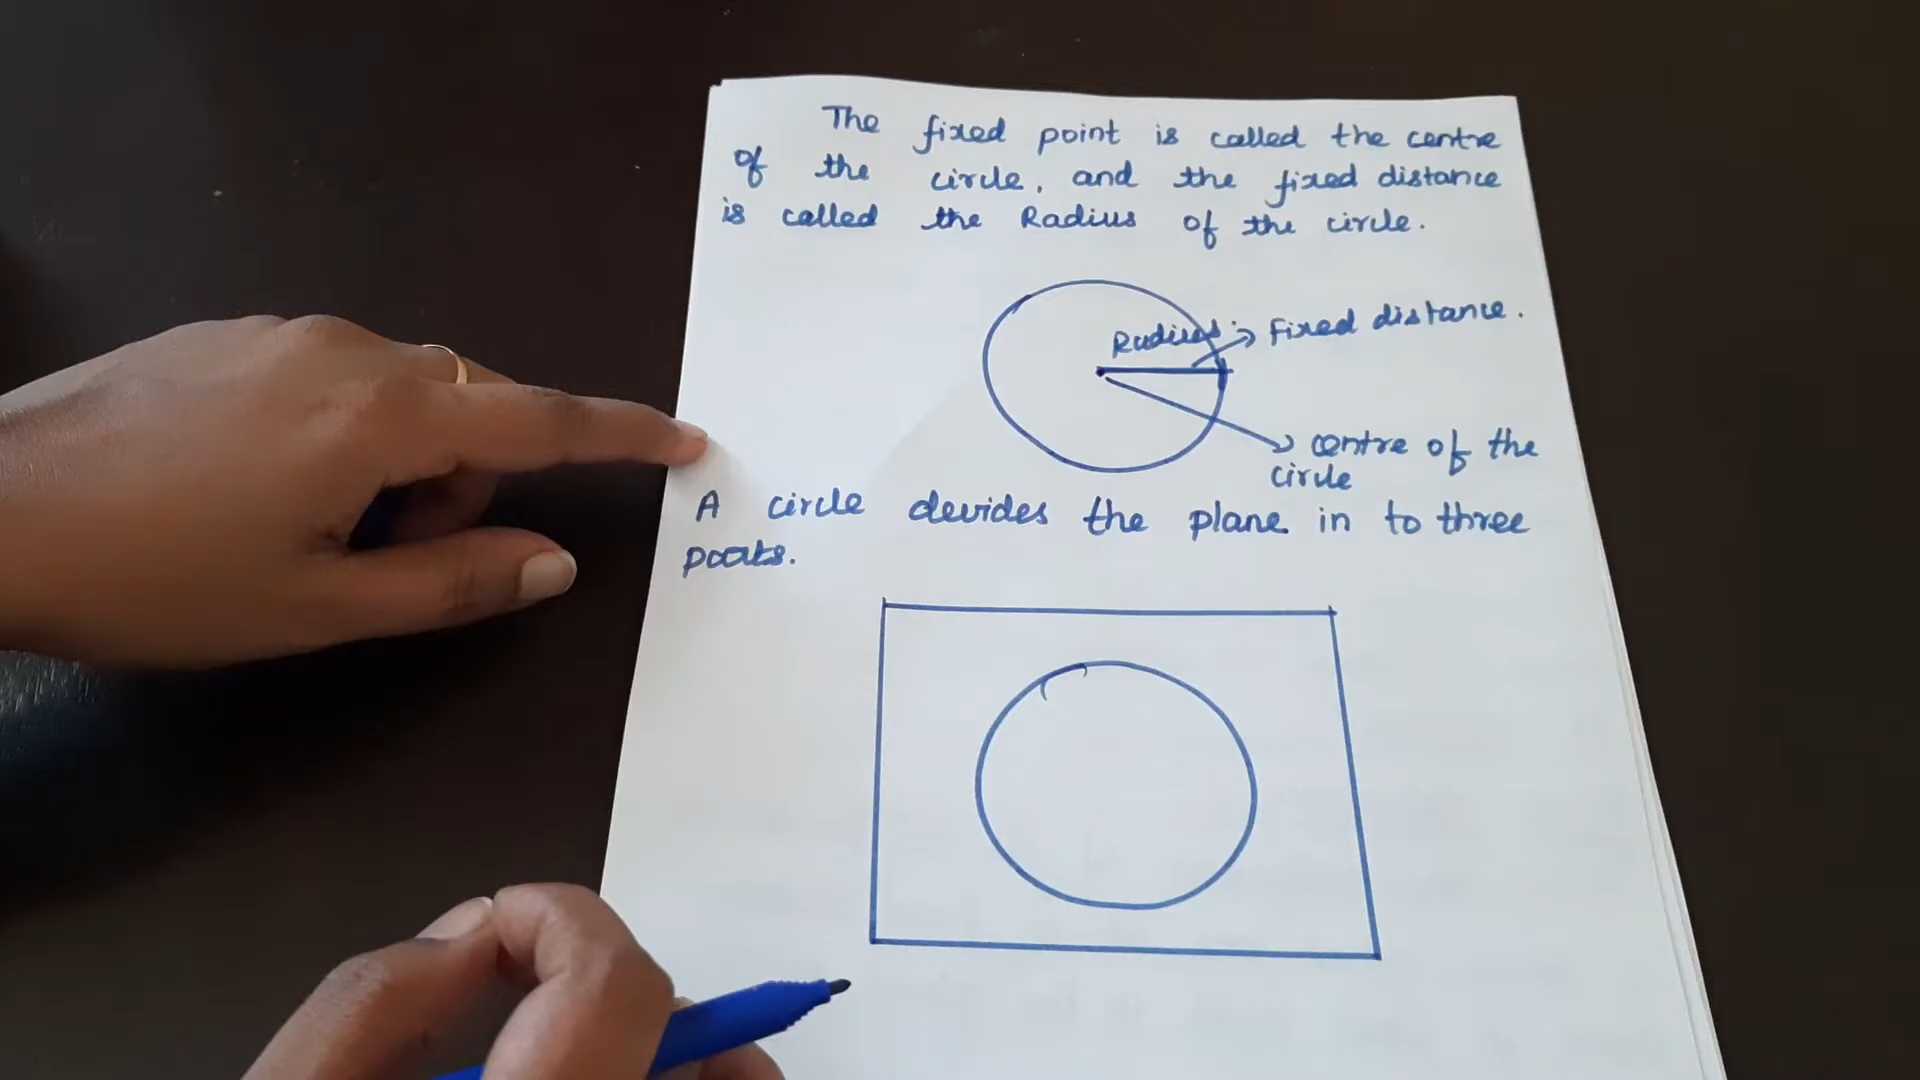 The fixed point is called the centre
of the circle, and the fixed distance
is called the Radius of the circle.
Radius.
Fixed distance.
centre of the
circle
A circle devides the plane in to three
parts.